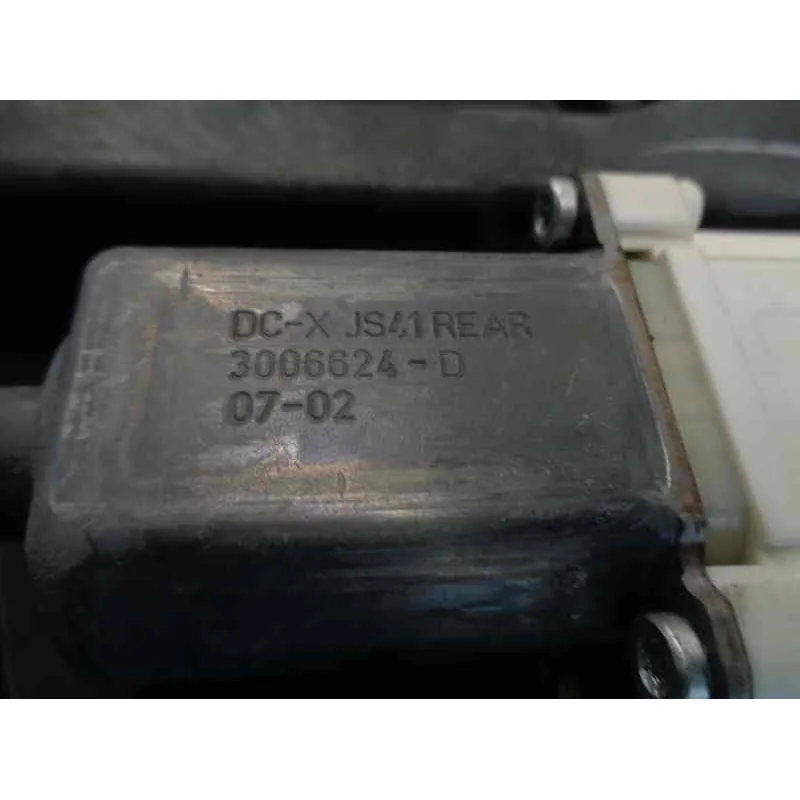 DC-X JS41 REAR
3006624-D
07-02